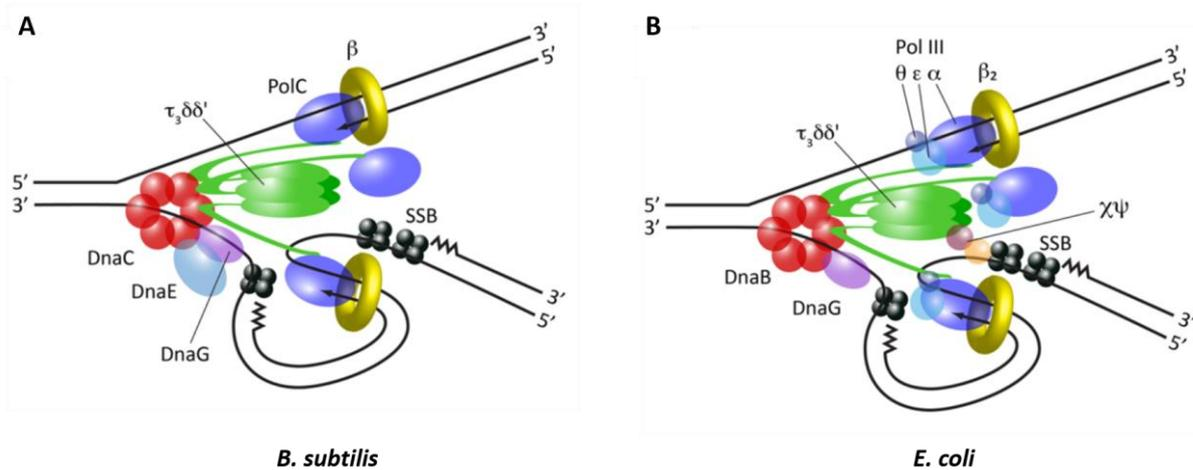 A
β
3′
5′
PolC
τ₃δδ'
5′
3′
SSB
DnaC
DnaE
DnaG
3′
5′
B. subtilis
B
Pol III
θ ε α
β₂
3′
5′
τ₃δδ'
5′
3′
χψ
SSB
DnaB
DnaG
3′
5′
E. coli